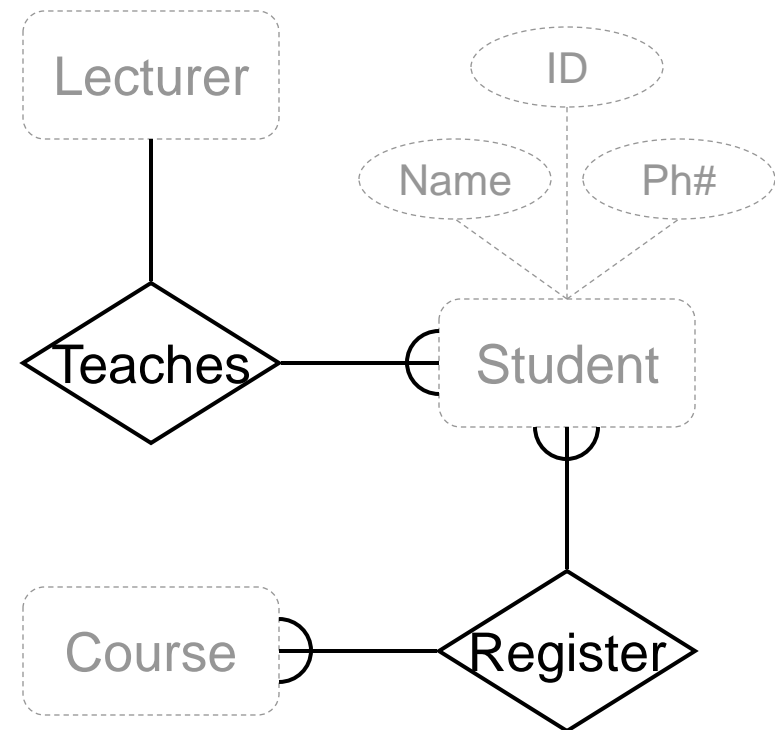 Lecturer
ID
Name
Ph#
Teaches
Student
Course
Register